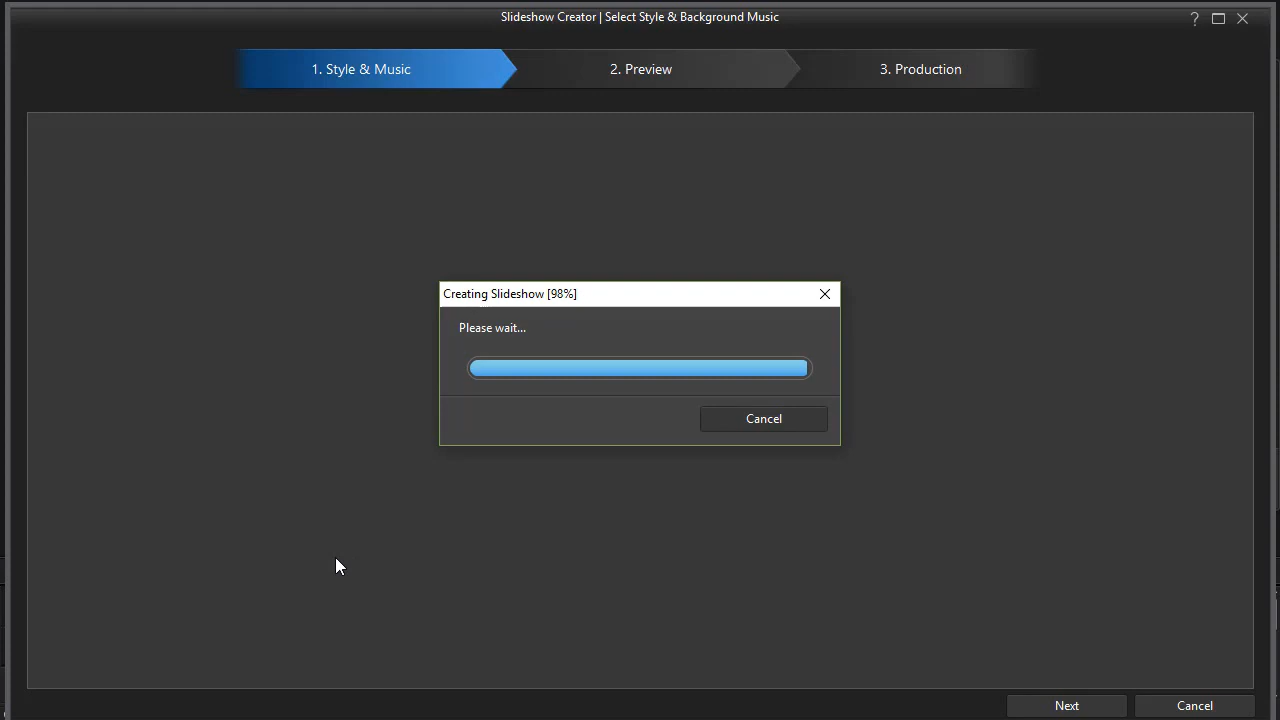 Slideshow Creator | Select Style & Background Music
?
1. Style & Music
2. Preview
3. Production
Creating Slideshow [98%]
Please wait...
Cancel
Next
Cancel